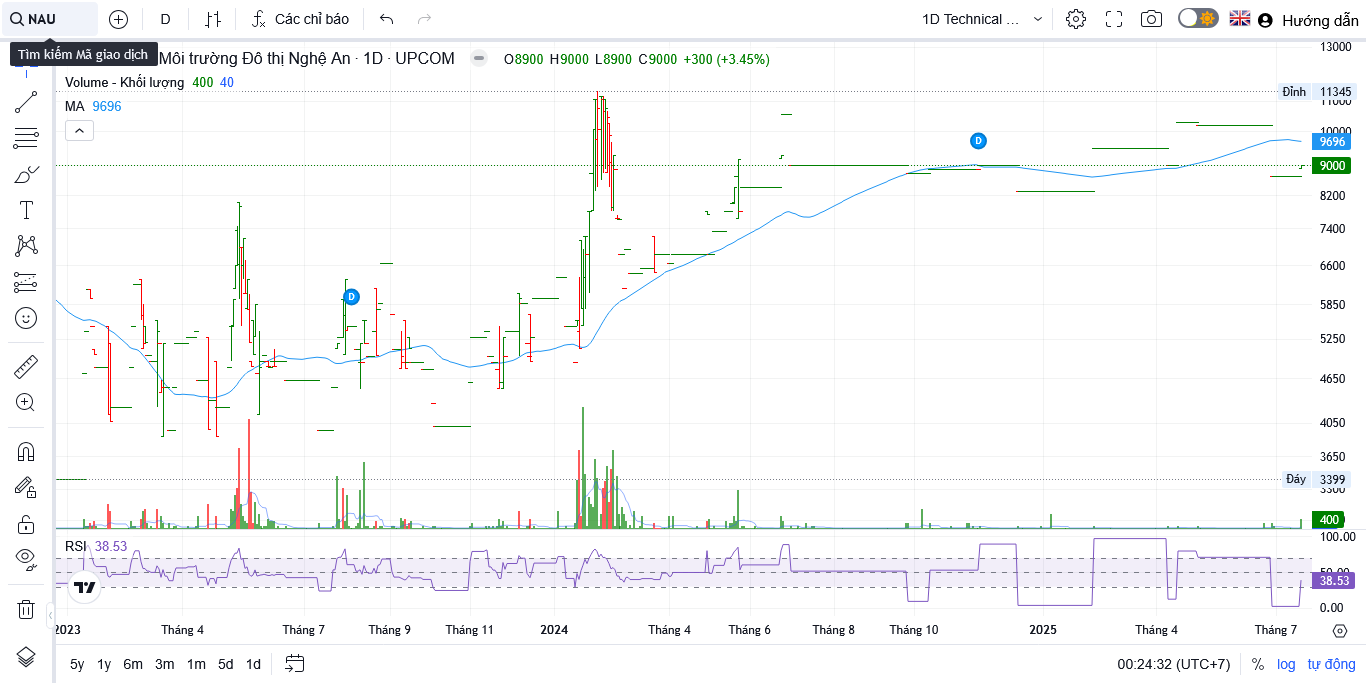 NAU
D
Các chỉ báo
1D Technical ...
Hướng dẫn
Tìm kiếm Mã giao dịch
Môi trường Đô thị Nghệ An · 1D · UPCOM
O8900 H9000 L8900 C9000 +300 (+3.45%)
Volume - Khối lượng 400 40
MA 9696
13000
Đỉnh 11345
11000
10000
9696
9000
8200
7400
6600
5850
5250
4650
4050
3650
Đáy 3399
3300
400
D
D
RSI 38.53
100.00
50.00
38.53
0.00
2023
Tháng 4
Tháng 7
Tháng 9
Tháng 11
2024
Tháng 4
Tháng 6
Tháng 8
Tháng 10
2025
Tháng 4
Tháng 7
5y 1y 6m 3m 1m 5d 1d
00:24:32 (UTC+7)
% log tự động